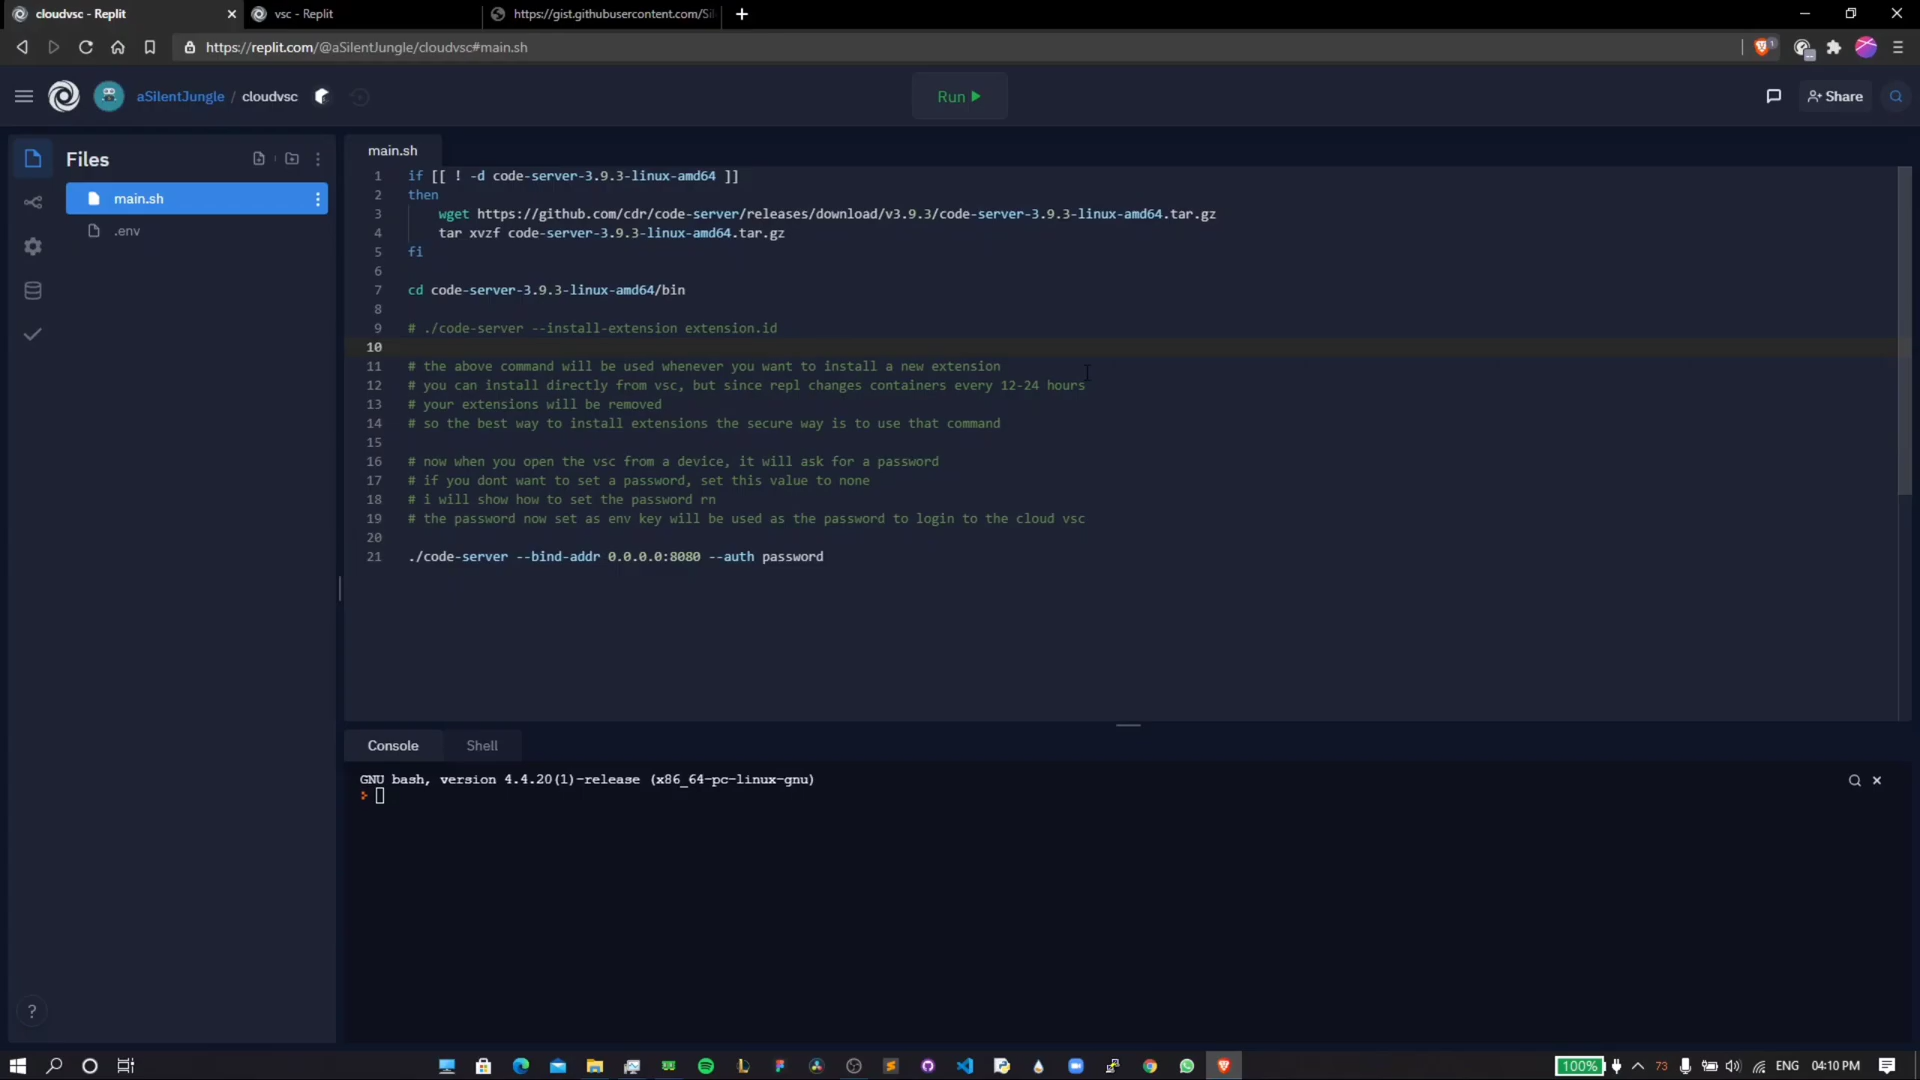 cloudvsc - Replit
vsc - Replit
https://gist.githubusercontent.com/Sil
https://replit.com/@aSilentJungle/cloudvsc#main.sh
1
aSilentJungle / cloudvsc
Run
Share
Files
main.sh
.env
main.sh
1 if [[ ! -d code-server-3.9.3-linux-amd64 ]]
2 then
3 wget https://github.com/cdr/code-server/releases/download/v3.9.3/code-server-3.9.3-linux-amd64.tar.gz
4 tar xvzf code-server-3.9.3-linux-amd64.tar.gz
5 fi
6
7 cd code-server-3.9.3-linux-amd64/bin
8
9 # ./code-server --install-extension extension.id
10
11 # the above command will be used whenever you want to install a new extension
12 # you can install directly from vsc, but since repl changes containers every 12-24 hours
13 # your extensions will be removed
14 # so the best way to install extensions the secure way is to use that command
15
16 # now when you open the vsc from a device, it will ask for a password
17 # if you dont want to set a password, set this value to none
18 # i will show how to set the password rn
19 # the password now set as env key will be used as the password to login to the cloud vsc
20
21 ./code-server --bind-addr 0.0.0.0:8080 --auth password
Console
Shell
GNU bash, version 4.4.20(1)-release (x86_64-pc-linux-gnu)
?
100%
73
ENG
04:10 PM